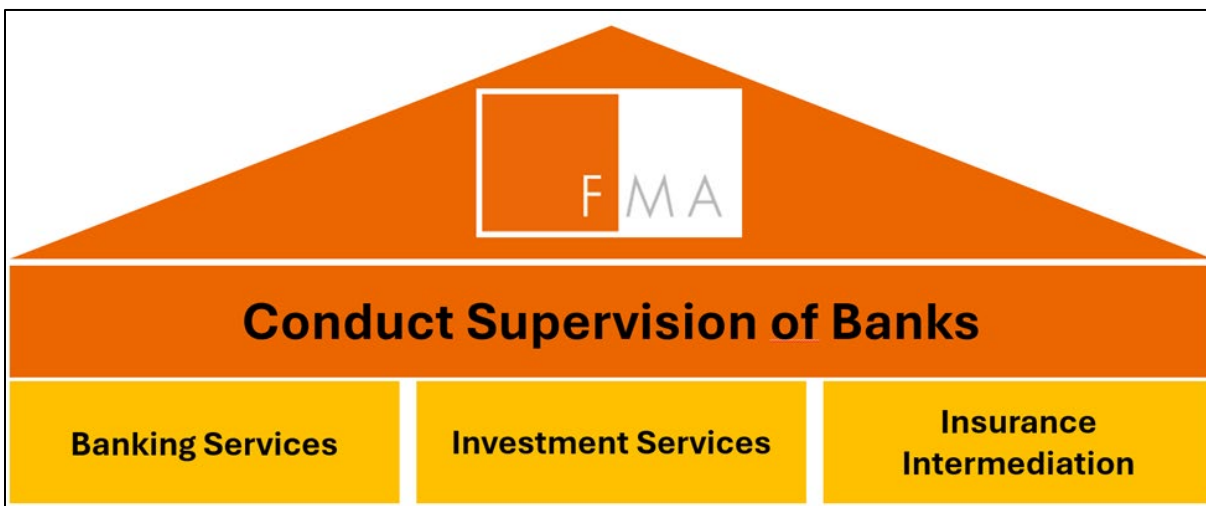 FMA
Conduct Supervision of Banks
Banking Services
Investment Services
Insurance
Intermediation